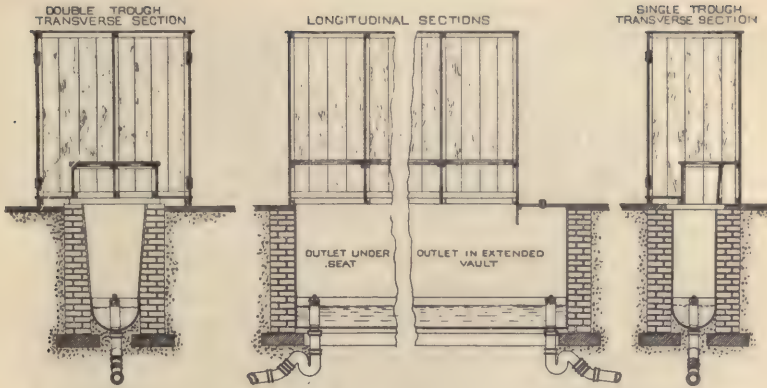 DOUBLE TROUGH
TRANSVERSE SECTION
LONGITUDINAL SECTIONS
SINGLE TROUGH
TRANSVERSE SECTION
OUTLET UNDER
SEAT
OUTLET IN EXTENDED
VAULT